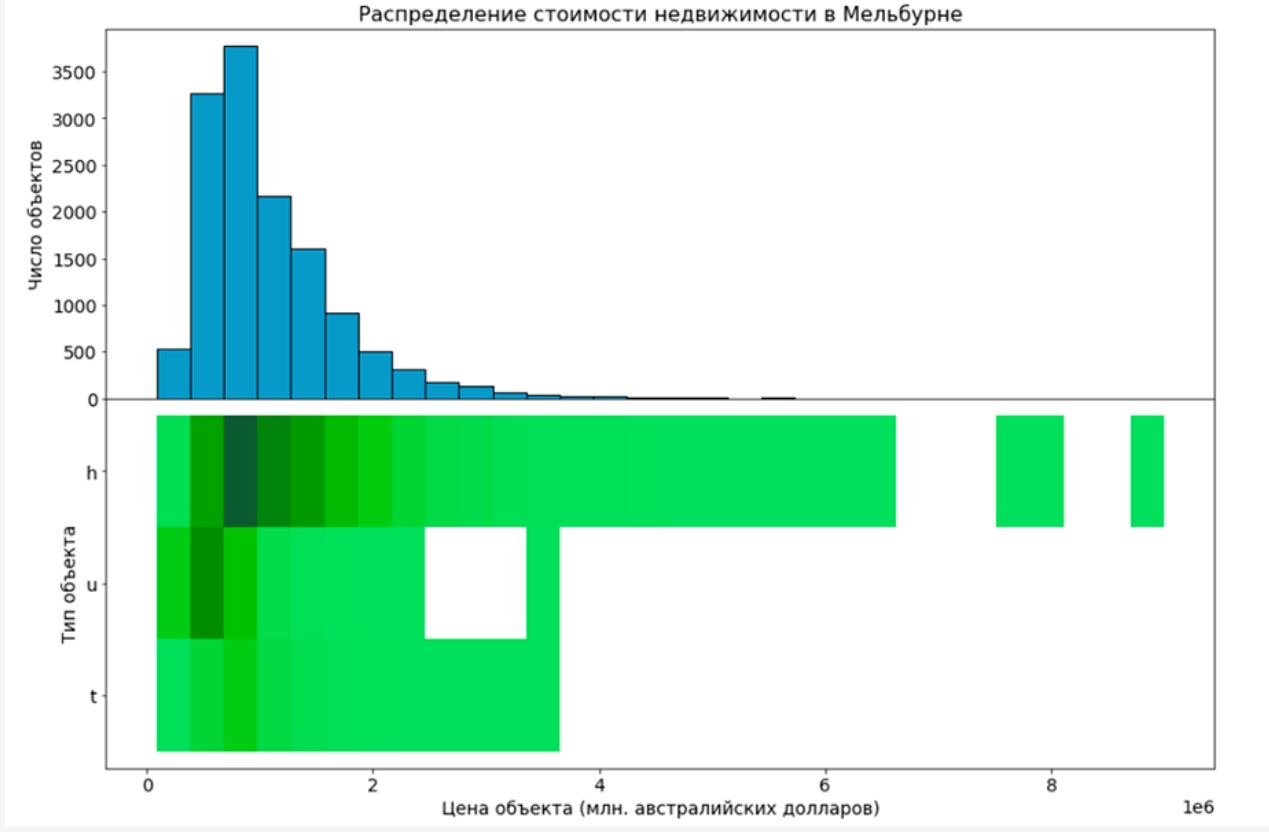 Распределение стоимости недвижимости в Мельбурне
Число объектов
3500
3000
2500
2000
1500
1000
500
0
Тип объекта
h
u
t
0 2 4 6 8
Цена объекта (млн. австралийских долларов)
1e6